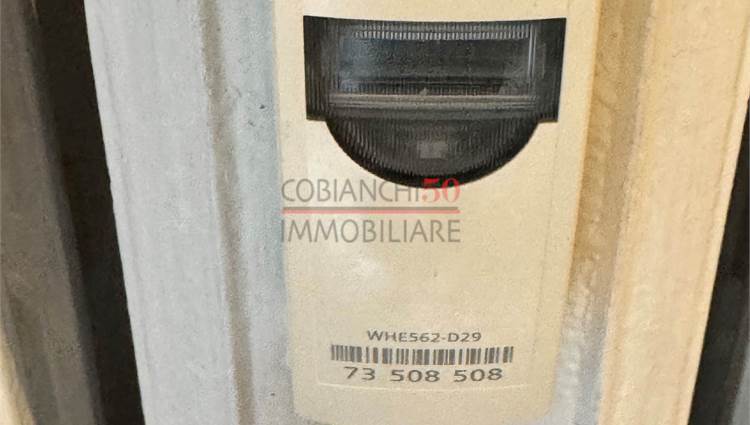 COBIANCHI50
IMMOBILIARE
WHE562-D29
73 508 508